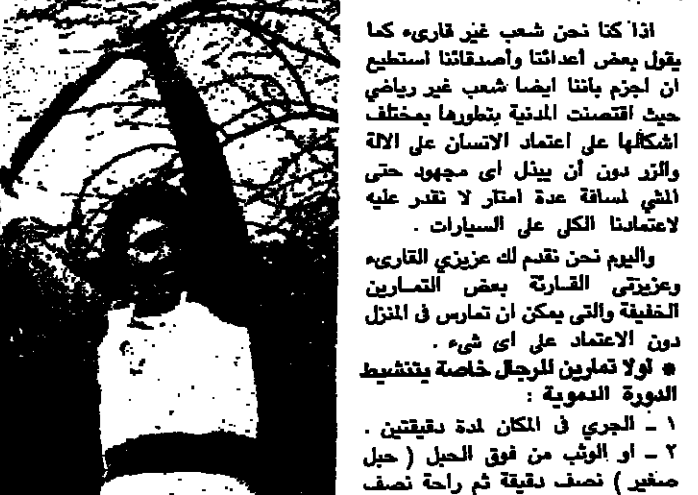 اذا كنا نحن شعب غير قارىء كما
يقول بعض أعدائنا وأصدقائنا استطيع
ان اجزم باننا ايضا شعب غير رياضي
حيث اقتصنت المدنية بتطورها بمختلف
اشكالها على اعتماد الانسان على الالة
والزر دون أن يبذل اى مجهود حتى
المشي لمسافة عدة امتار لا نقدر عليه
لاعتمادنا الكلى على السيارات .
واليوم نحن نقدم لك عزيزي القارىء
وعزيزتى القارئة بعض التمارين
الخفيفة والتى يمكن ان تمارس فى المنزل
دون الاعتماد على اى شىء .
* اولا تمارين للرجال خاصة بتنشيط
الدورة الدموية :
١ ـ الجري فى المكان لمدة دقيقتين .
٢ ـ او الوثب من فوق الحبل ( حبل
صغير ) نصف دقيقة ثم راحة نصف